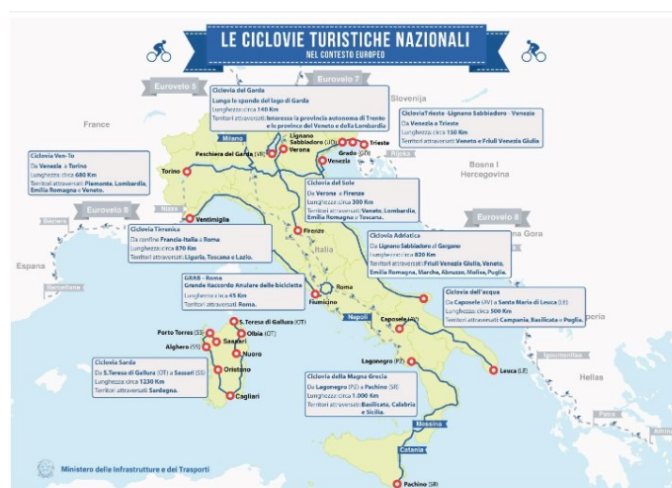 LE CICLOVIE TURISTICHE NAZIONALI
NEL CONTESTO EUROPEO
Eurovelo 5
Eurovelo 7
Slovenija
France
Ciclovia del Garda
Lungo le sponde del lago di Garda
Lunghezza: circa 140 Km
Territori attraversati: Interessa la provincia autonoma di Trento
e le province del Veneto e della Lombardia
CicloviaTrieste -Lignano Sabbiadoro - Venezia
Da Venezia a Trieste
Lunghezza circa 150 Km
Territori attraversati: Veneto e Friuli Venezia Giulia
Milano
Lignano
Sabbiadoro (UD)
Peschiera del Garda (VR)
Verona
Grado (GO)
Trieste
Venezia
Rijeka
Bosna I
Hercegovina
Ciclovia Ven-To
Da Venezia a Torino
Lunghezza: circa 680 Km
Territori attraversati Piemonte, Lombardia,
Emilia Romagna e Veneto.
Torino
Ciclovia del Sole
Da Verona a Firenze
Lunghezza circa 300 Km
Territori attraversati: Veneto, Lombardia,
Emilia Romagna e Toscana.
Eurovelo 8
Nizza
Ventimiglia
Firenze
Italia
Eurovelo 8
Crna Gora
Espana
Barcellona
Ciclovia Tirrenica
Da confine Francia-Italia a Roma
Lunghezza: circa 870 Km
Territori attraversati: Liguria, Toscana e Lazio.
Ciclovia Adriatica
Da Lignano Sabbiadoro al Gargano
Lunghezza: circa 820 Km
Territori attraversati: Friuli Venezia Giulia, Veneto,
Emilia Romagna, Marche, Abruzzo, Molise, Puglia.
GRAB - Roma
Grande Raccordo Anulare delle biciclette
Lunghezza: circa 45 Km
Territori attraversati: Roma.
Roma
Fiumicino
Ciclovia dell'acqua
Da Caposele (AV) a Santa Maria di Leuca (LE)
Lunghezza: circa 500 Km
Territori attraversati: Campania, Basilicata e Puglia.
Napoli
Caposele (AV)
S. Teresa di Gallura (OT)
Porto Torres (SS)
Olbia (OT)
Alghero (SS)
Sassari
Nuoro
Oristano
Cagliari
Igoumenitsa
Hellas
Patra
Lagonegro (PZ)
Leuca (LE)
Ciclovia Sarda
Da S.Teresa di Gallura (OT) a Sassari (SS)
Lunghezza: circa 1230 Km
Territori attraversati: Sardegna.
Ciclovia della Magna Grecia
Da Lagonegro (PZ) a Pachino (SR)
Lunghezza: circa 1.000 Km
Territori attraversati: Basilicata, Calabria
e Sicilia.
Messina
Catania
Pachino (SR)
Ministero delle Infrastrutture e dei Trasporti